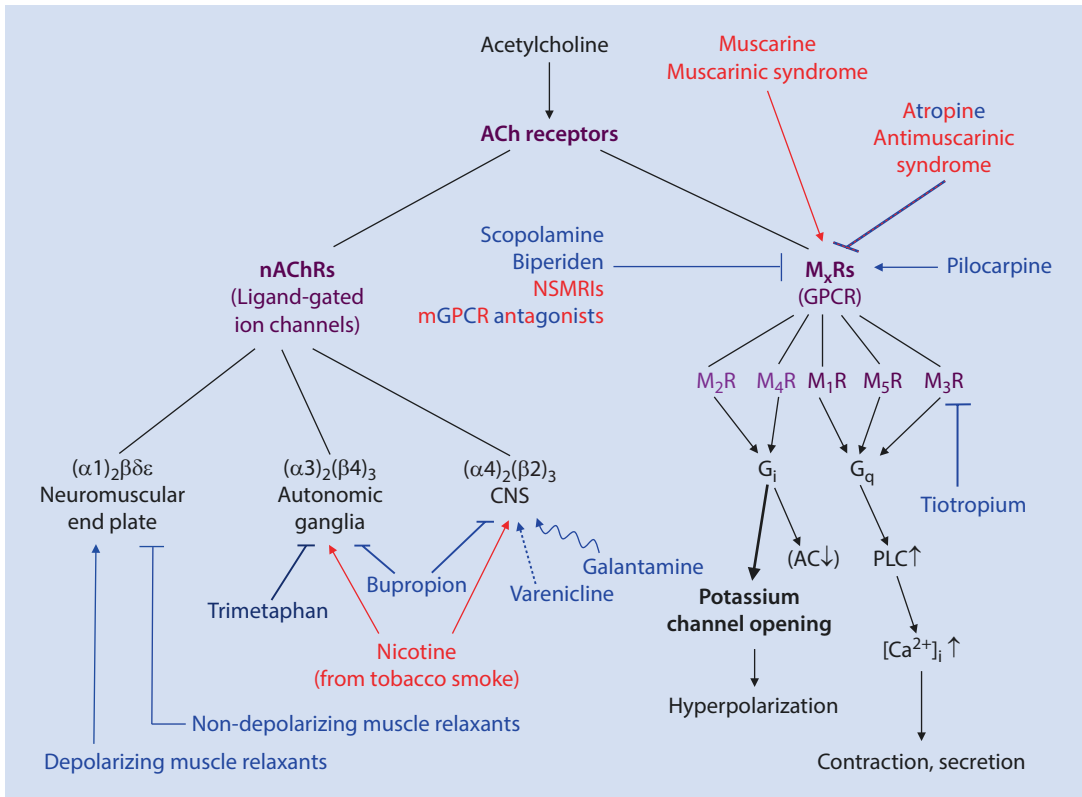 Acetylcholine
Muscarine
Muscarinic syndrome
ACh receptors
Atropine
Antimuscarinic
syndrome
Scopolamine
Biperiden
NSMRIs
mGPCR antagonists
nAChRs
(Ligand-gated
ion channels)
MₓRs
(GPCR)
Pilocarpine
M₂R
M₄R
M₁R
M₅R
M₃R
(α1)₂βδε
Neuromuscular
end plate
(α3)₂(β4)₃
Autonomic
ganglia
(α4)₂(β2)₃
CNS
Gᵢ
G_q
Tiotropium
Trimetaphan
Bupropion
Varenicline
Galantamine
(AC↓)
PLC↑
Potassium
channel opening
Nicotine
(from tobacco smoke)
[Ca²⁺]ᵢ↑
Hyperpolarization
Non-depolarizing muscle relaxants
Depolarizing muscle relaxants
Contraction, secretion